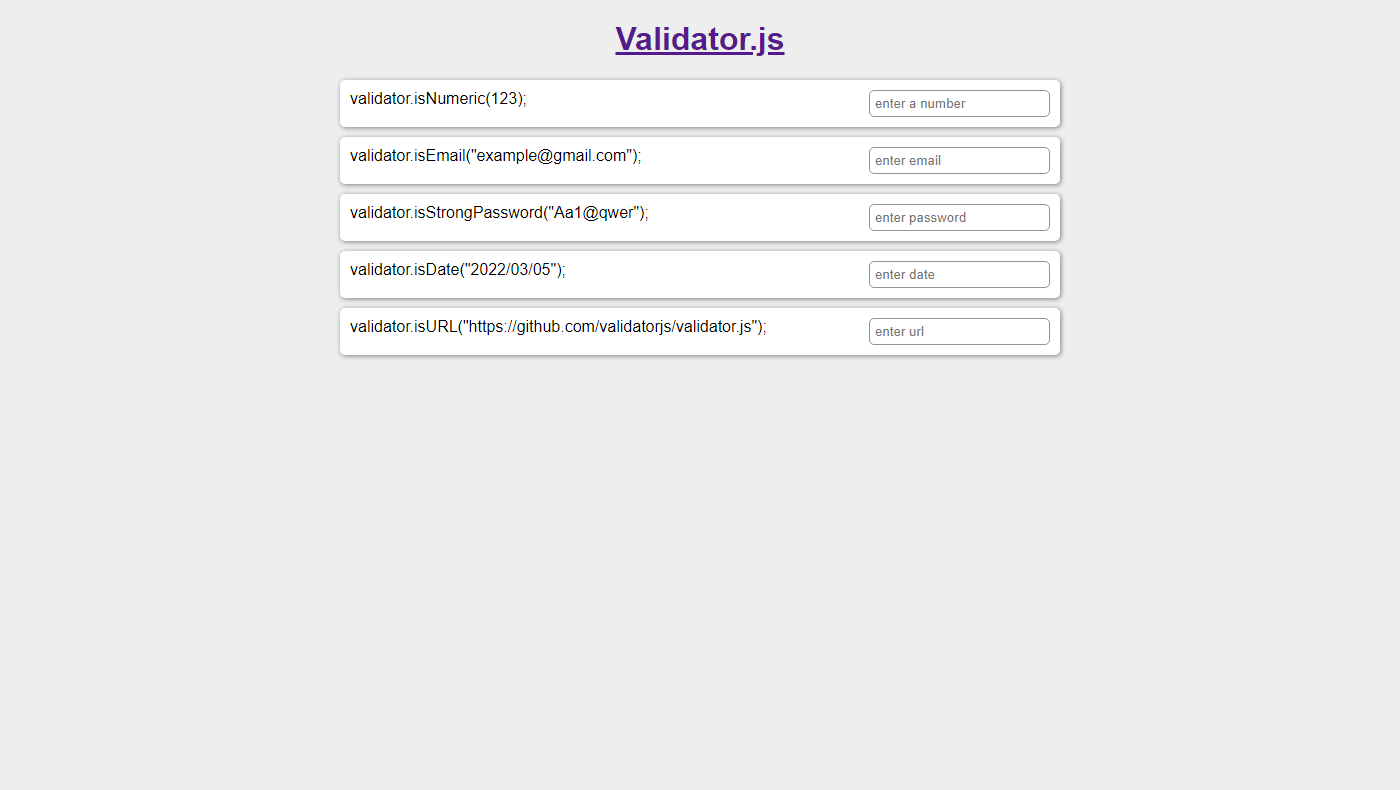 Validator.js
validator.isNumeric(123);
enter a number
validator.isEmail("example@gmail.com");
enter email
validator.isStrongPassword("Aa1@qwer");
enter password
validator.isDate("2022/03/05");
enter date
validator.isURL("https://github.com/validatorjs/validator.js");
enter url